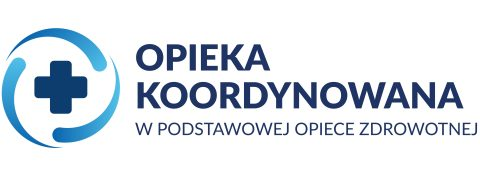 OPIEKA
KOORDYNOWANA
W PODSTAWOWEJ OPIECE ZDROWOTNEJ